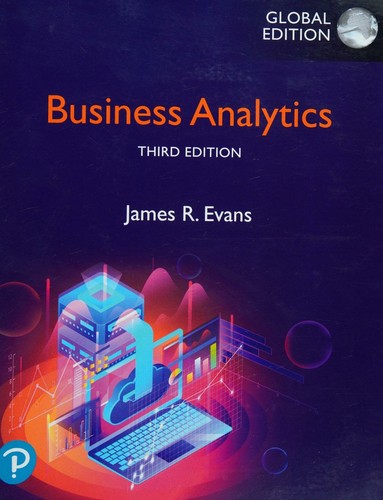 GLOBAL
EDITION
Business Analytics
THIRD EDITION
James R. Evans
P